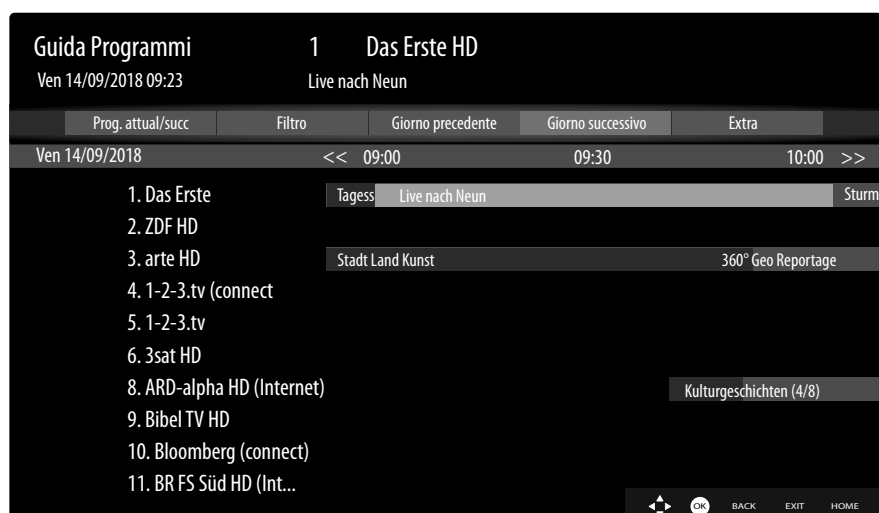 Guida Programmi 1 Das Erste HD
Ven 14/09/2018 09:23 Live nach Neun
Prog. attual/succ Filtro Giorno precedente Giorno successivo Extra
Ven 14/09/2018 << 09:00 09:30 10:00 >>
1. Das Erste Tagess Live nach Neun Sturm
2. ZDF HD
3. arte HD Stadt Land Kunst 360° Geo Reportage
4. 1-2-3.tv (connect
5. 1-2-3.tv
6. 3sat HD
8. ARD-alpha HD (Internet) Kulturgeschichten (4/8)
9. Bibel TV HD
10. Bloomberg (connect)
11. BR FS Süd HD (Int...
OK BACK EXIT HOME